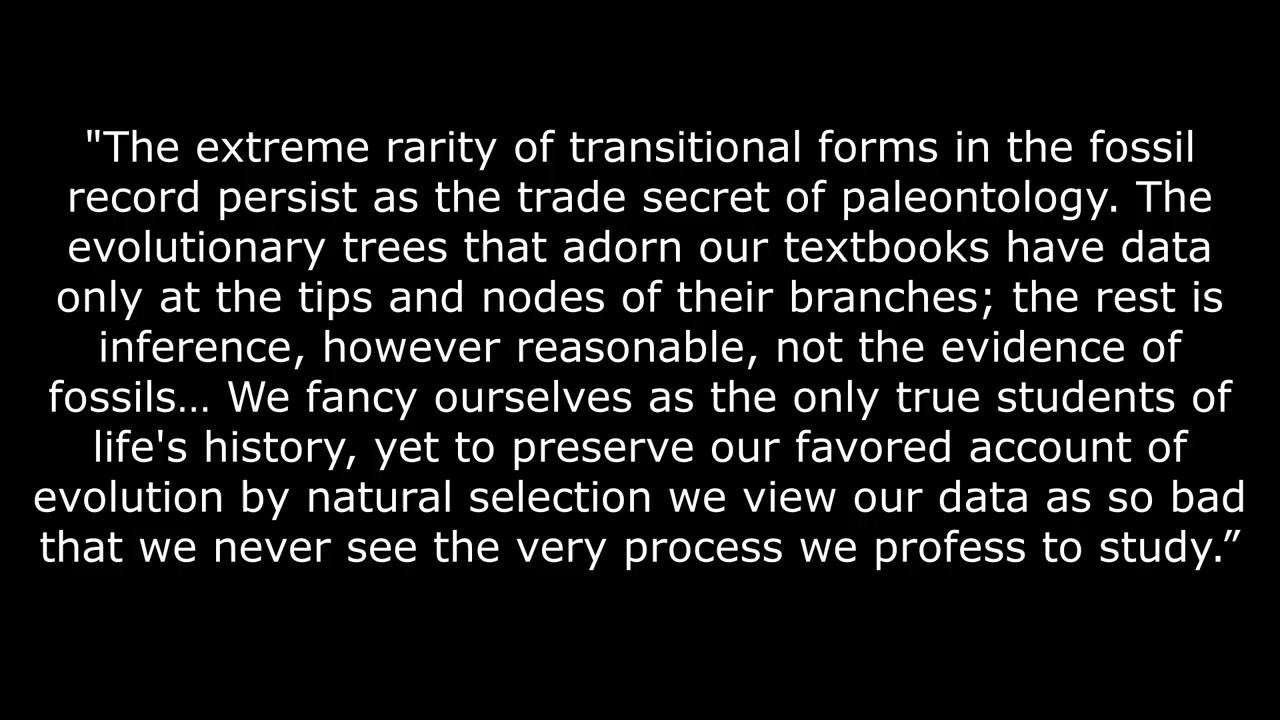 "The extreme rarity of transitional forms in the fossil
record persist as the trade secret of paleontology. The
evolutionary trees that adorn our textbooks have data
only at the tips and nodes of their branches; the rest is
inference, however reasonable, not the evidence of
fossils… We fancy ourselves as the only true students of
life's history, yet to preserve our favored account of
evolution by natural selection we view our data as so bad
that we never see the very process we profess to study.”